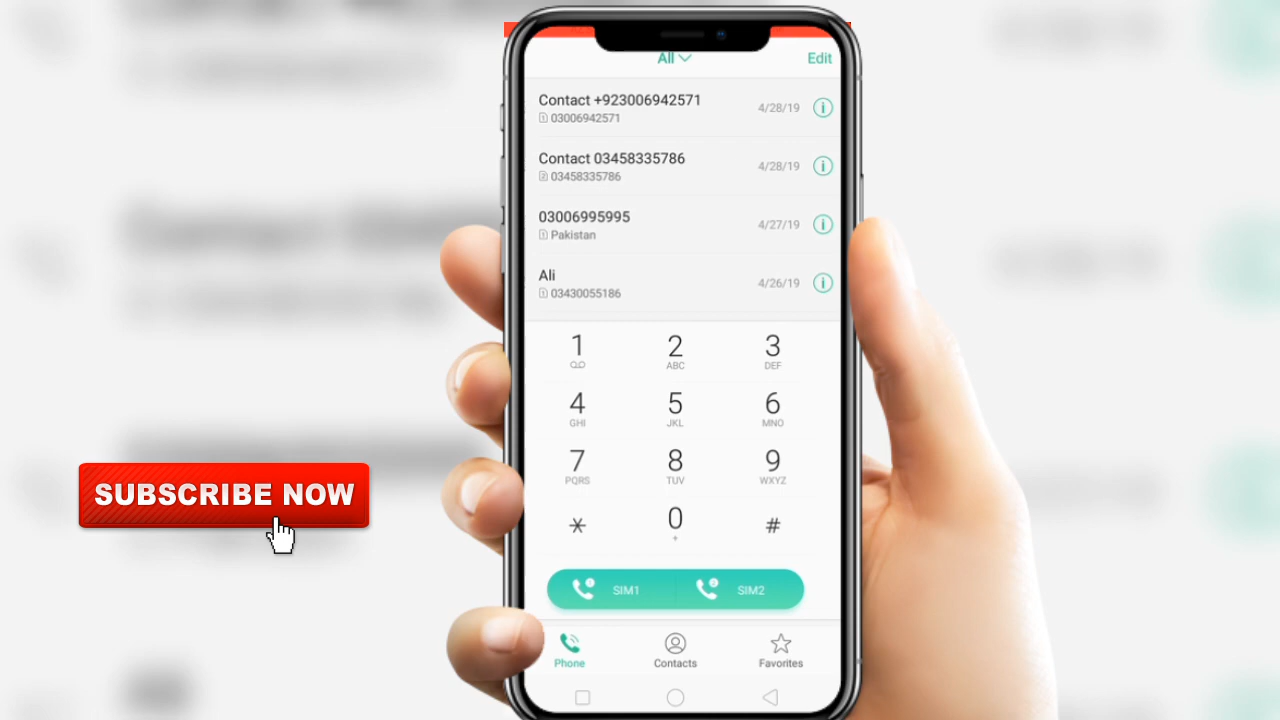 All
Edit
Contact +923006942571
03006942571
4/28/19
Contact 03458335786
03458335786
4/28/19
03006995995
Pakistan
4/27/19
Ali
03430055186
4/26/19
1
2
ABC
3
DEF
4
GHI
5
JKL
6
MNO
7
PQRS
8
TUV
9
WXYZ
*
0
+
#
SIM1
SIM2
Phone
Contacts
Favorites
SUBSCRIBE NOW